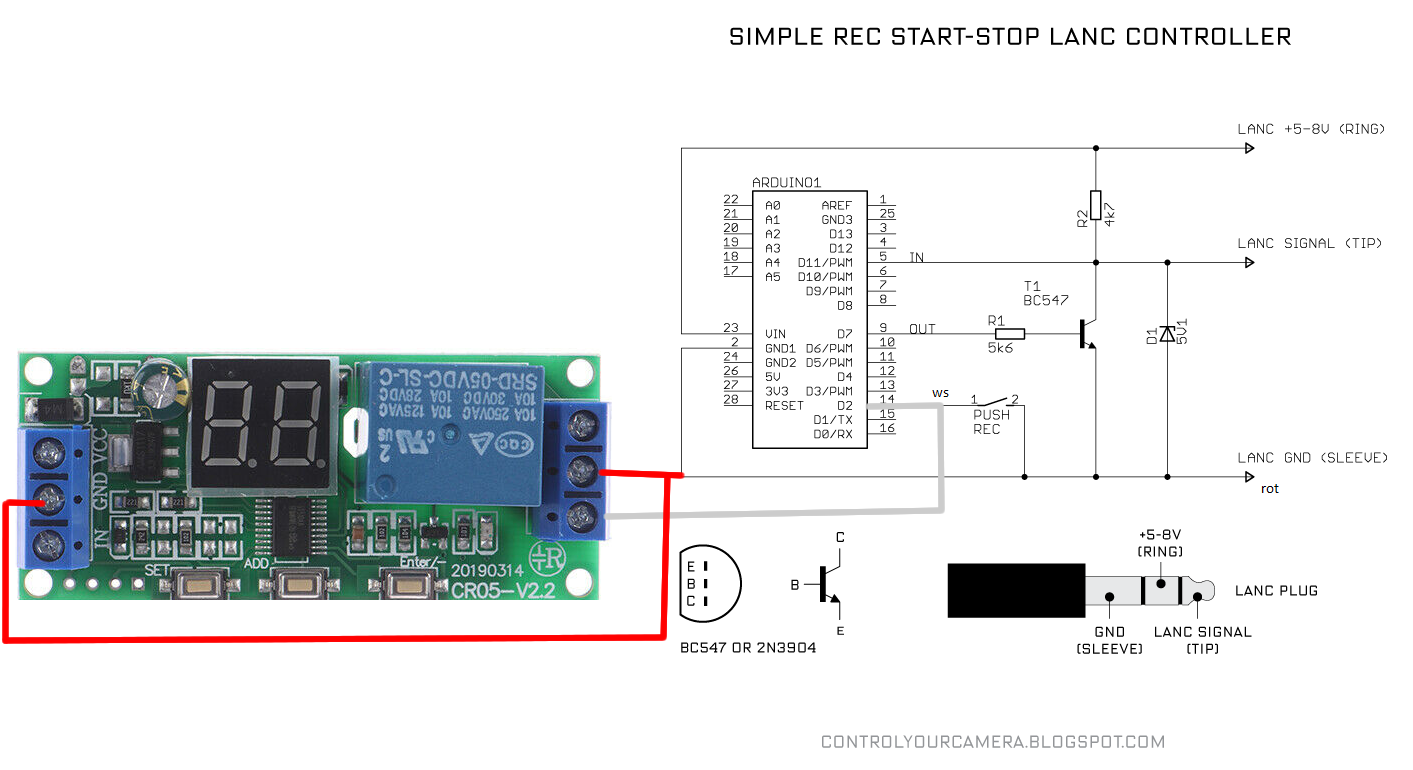 SIMPLE REC START-STOP LANC CONTROLLER
LANC +5-8V (RING)
ARDUINO1
22 A0 AREF 1
21 A1 GND3 25
20 A2 D13 3
19 A3 D12 4
18 A4 D11/PWM 5 IN
17 A5 D10/PWM 6
D9/PWM 7
D8 8
23 VIN D7 9 OUT
2 GND1 D6/PWM 10
24 GND2 D5/PWM 11
26 5V D4 12
27 3V3 D3/PWM 13
28 RESET D2 14
D1/TX 15
D0/RX 16
R2
4k7
LANC SIGNAL (TIP)
T1
BC547
R1
5k6
D1
5V1
ws
1 2
PUSH
REC
LANC GND (SLEEVE)
rot
SRD-05VDC-SL-C
10A 30VDC 10A 28VDC
10A 250VAC 10A 125VAC
c us
2
CQC
M4
VCC
GND
IN
221
221
SET
ADD
Enter/-
20190314
CR05-V2.2
E
B
C
BC547 OR 2N3904
C
B
E
+5-8V
(RING)
LANC PLUG
GND
(SLEEVE)
LANC SIGNAL
(TIP)
CONTROLYOURCAMERA.BLOGSPOT.COM